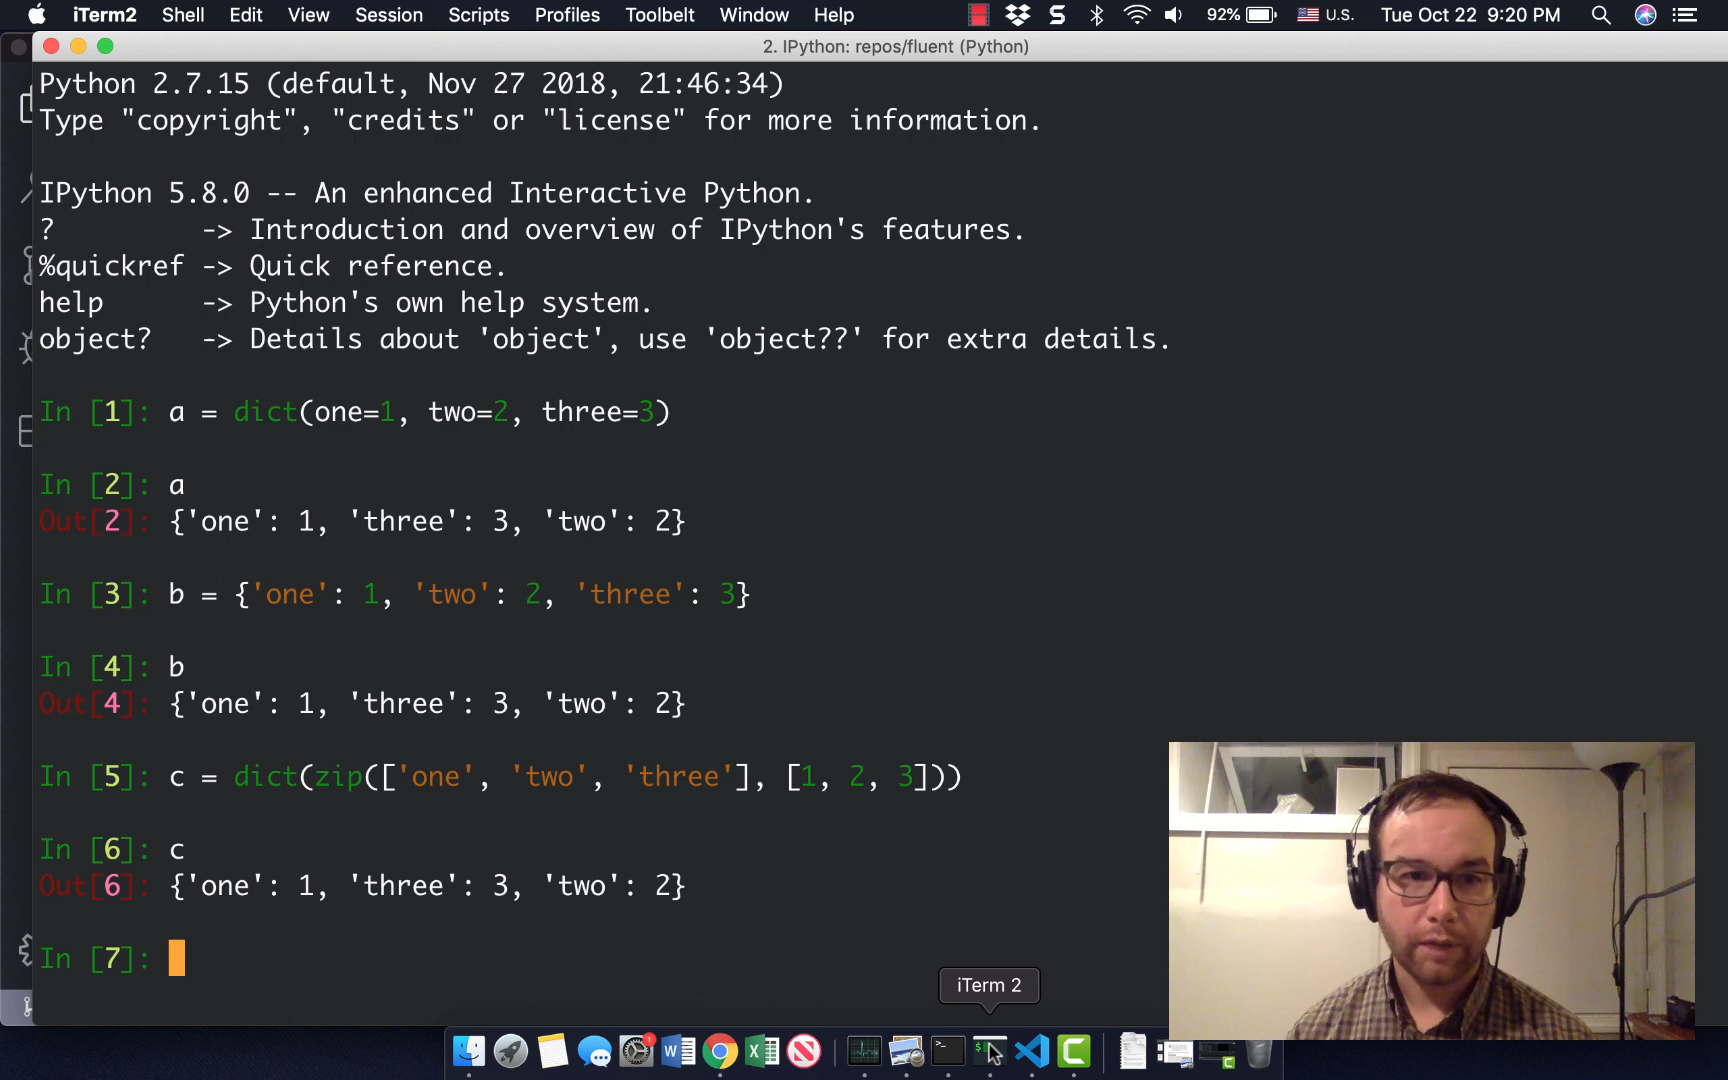 iTerm2 Shell Edit View Session Scripts Profiles Toolbelt Window Help 92% U.S. Tue Oct 22 9:20 PM
2. IPython: repos/fluent (Python)
Python 2.7.15 (default, Nov 27 2018, 21:46:34)
Type "copyright", "credits" or "license" for more information.
IPython 5.8.0 -- An enhanced Interactive Python.
? -> Introduction and overview of IPython's features.
%quickref -> Quick reference.
help -> Python's own help system.
object? -> Details about 'object', use 'object??' for extra details.
In [1]: a = dict(one=1, two=2, three=3)
In [2]: a
Out[2]: {'one': 1, 'three': 3, 'two': 2}
In [3]: b = {'one': 1, 'two': 2, 'three': 3}
In [4]: b
Out[4]: {'one': 1, 'three': 3, 'two': 2}
In [5]: c = dict(zip(['one', 'two', 'three'], [1, 2, 3]))
In [6]: c
Out[6]: {'one': 1, 'three': 3, 'two': 2}
In [7]:
iTerm 2